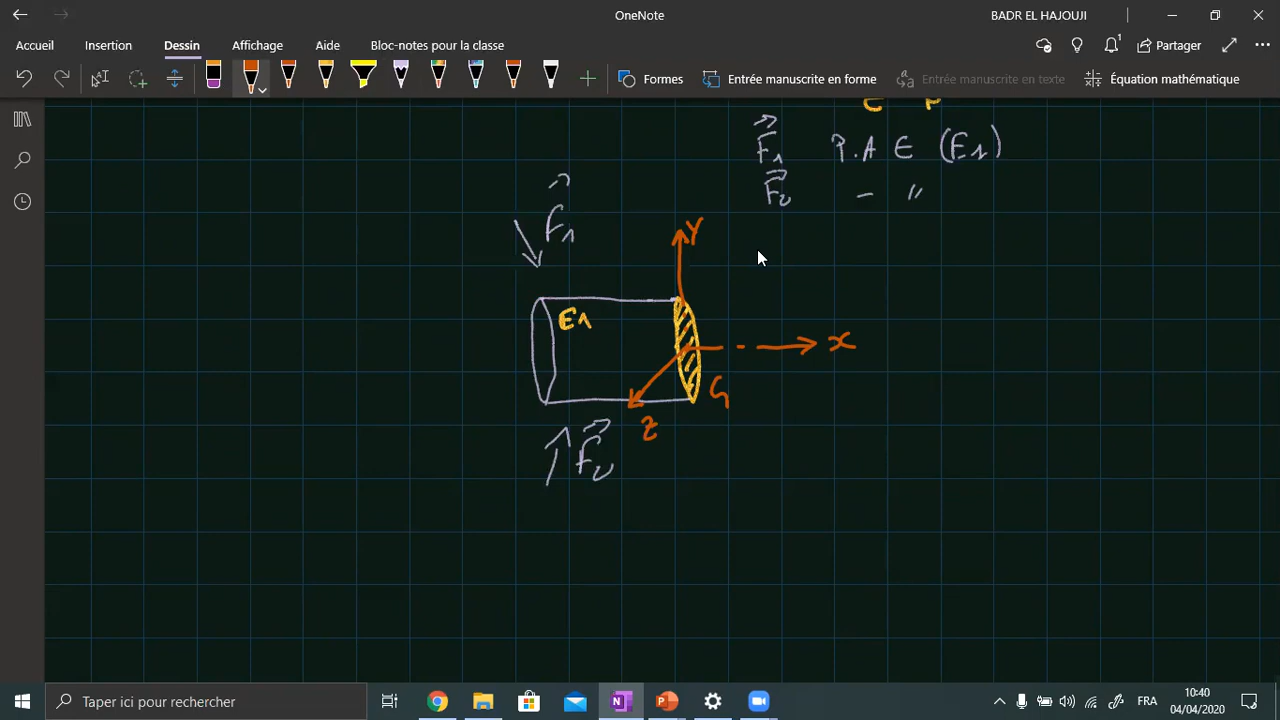 OneNote
BADR EL HAJOUJI
Accueil Insertion Dessin Affichage Aide Bloc-notes pour la classe
Partager
Formes Entrée manuscrite en forme Entrée manuscrite en texte Équation mathématique
F1 P.A ∈ (E1)
F2 - "
F1
Y
E1
x
G
Z
F2
Taper ici pour rechercher
FRA
10:40
04/04/2020